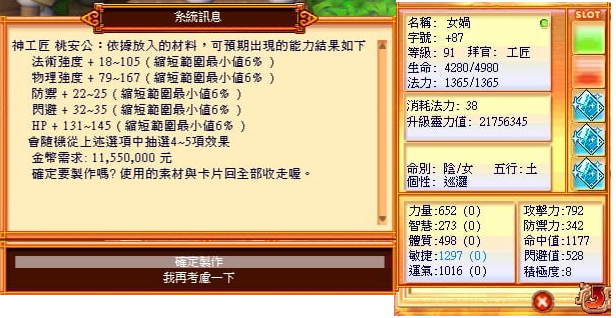 系統訊息
神工匠 桃安公：依據放入的材料，可預期出現的能力結果如下
法術強度 + 18~105 ( 縮短範圍最小值6% )
物理強度 + 79~167 ( 縮短範圍最小值6% )
防禦 + 22~25 ( 縮短範圍最小值6% )
閃避 + 32~35 ( 縮短範圍最小值6% )
HP + 131~145 ( 縮短範圍最小值6% )
會隨機從上述選項中抽選4~5項效果
金幣需求: 11,550,000 元
確定要製作嗎? 使用的素材與卡片回全部收走喔。
確定製作
我再考慮一下
名稱: 女媧
字號: +87
等級: 91 拜官: 工匠
生命: 4280/4980
法力: 1365/1365
消耗法力: 38
升級靈力值: 21756345
命別: 陰/女 五行: 土
個性: 巡邏
力量:652 (0)
智慧:273 (0)
體質:498 (0)
敏捷:1297 (0)
運氣:1016 (0)
攻擊力:792
防禦力:342
命中值:1177
閃避值:528
積極度:8
SLOT